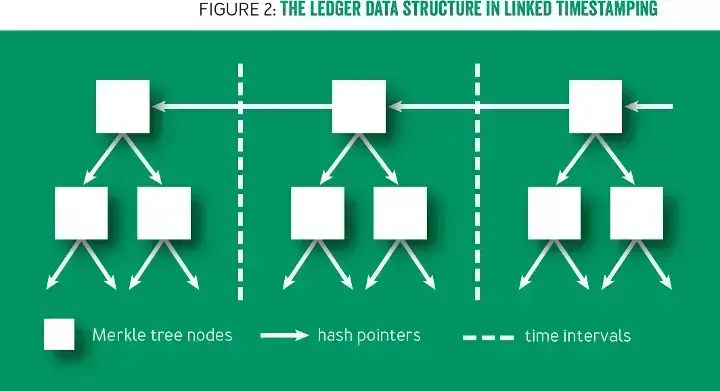 FIGURE 2: THE LEDGER DATA STRUCTURE IN LINKED TIMESTAMPING
Merkle tree nodes
hash pointers
time intervals